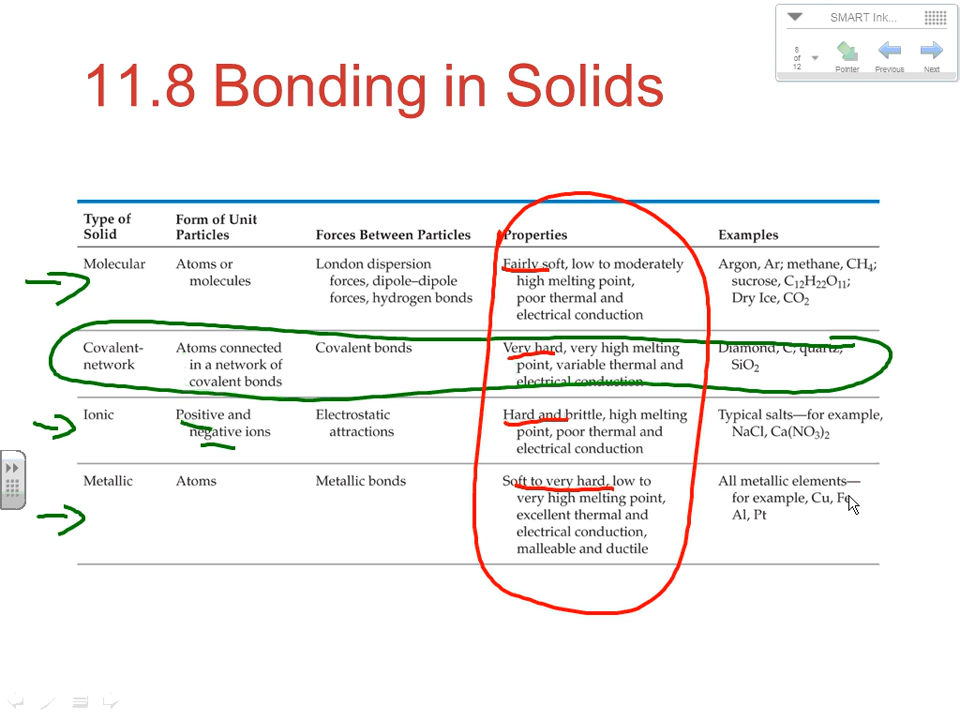 SMART Ink...
8
of
12
Pointer
Previous
Next
11.8 Bonding in Solids
Type of
Solid
Form of Unit
Particles
Forces Between Particles
Properties
Examples
Molecular
Atoms or
molecules
London dispersion
forces, dipole–dipole
forces, hydrogen bonds
Fairly soft, low to moderately
high melting point,
poor thermal and
electrical conduction
Argon, Ar; methane, CH₄;
sucrose, C₁₂H₂₂O₁₁;
Dry Ice, CO₂
Covalent-
network
Atoms connected
in a network of
covalent bonds
Covalent bonds
Very hard, very high melting
point, variable thermal and
electrical conduction
Diamond, C; quartz,
SiO₂
Ionic
Positive and
negative ions
Electrostatic
attractions
Hard and brittle, high melting
point, poor thermal and
electrical conduction
Typical salts—for example,
NaCl, Ca(NO₃)₂
Metallic
Atoms
Metallic bonds
Soft to very hard, low to
very high melting point,
excellent thermal and
electrical conduction,
malleable and ductile
All metallic elements—
for example, Cu, Fe,
Al, Pt